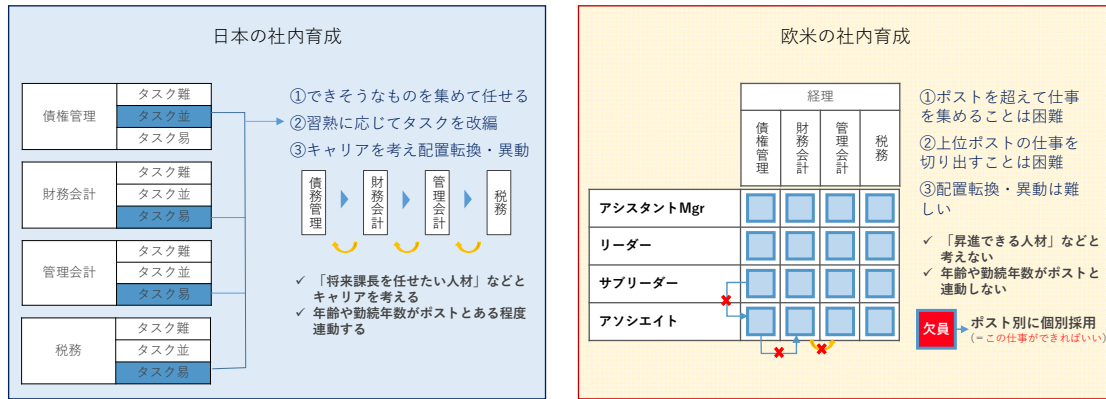 日本の社内育成
債権管理
タスク難
タスク並
タスク易
財務会計
タスク難
タスク並
タスク易
管理会計
タスク難
タスク並
タスク易
税務
タスク難
タスク並
タスク易
①できそうなものを集めて任せる
②習熟に応じてタスクを改編
③キャリアを考え配置転換・異動
債務管理
財務会計
管理会計
税務
✓ 「将来課長を任せたい人材」などと
キャリアを考える
✓ 年齢や勤続年数がポストとある程度
連動する
欧米の社内育成
経理
債権管理
財務会計
管理会計
税務
アシスタントMgr
リーダー
サブリーダー
アソシエイト
①ポストを超えて仕事
を集めることは困難
②上位ポストの仕事を
切り出すことは困難
③配置転換・異動は難
しい
✓ 「昇進できる人材」などと
考えない
✓ 年齢や勤続年数がポストと
連動しない
欠員
ポスト別に個別採用
(=この仕事ができればいい)